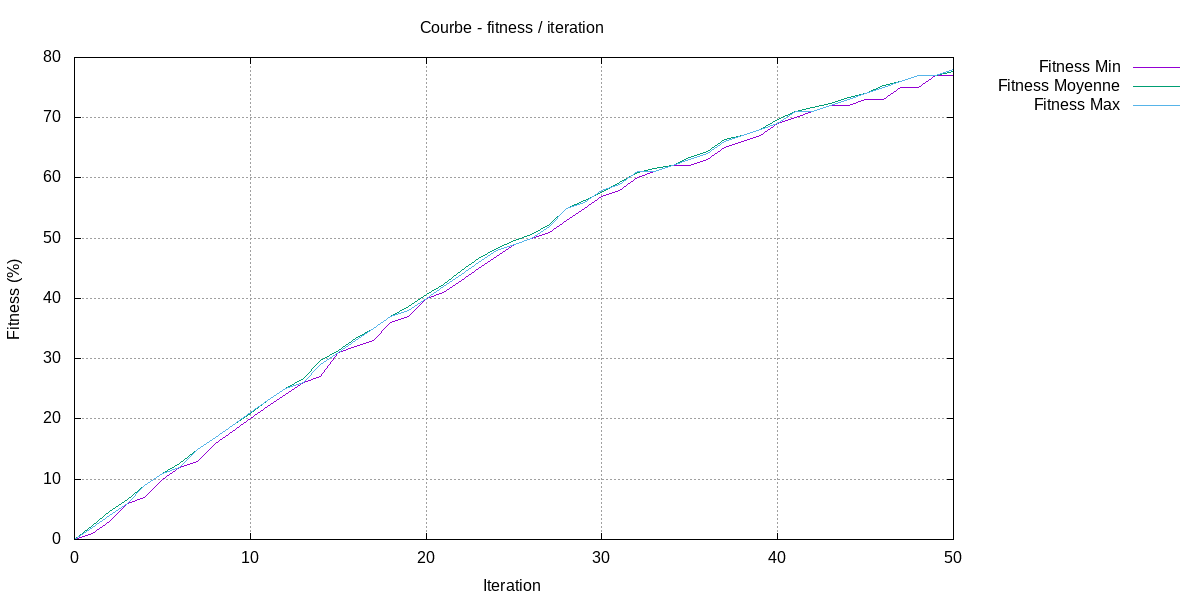 Courbe - fitness / iteration
Fitness Min
Fitness Moyenne
Fitness Max
80
70
60
50
40
30
20
10
0
Fitness (%)
0 10 20 30 40 50
Iteration